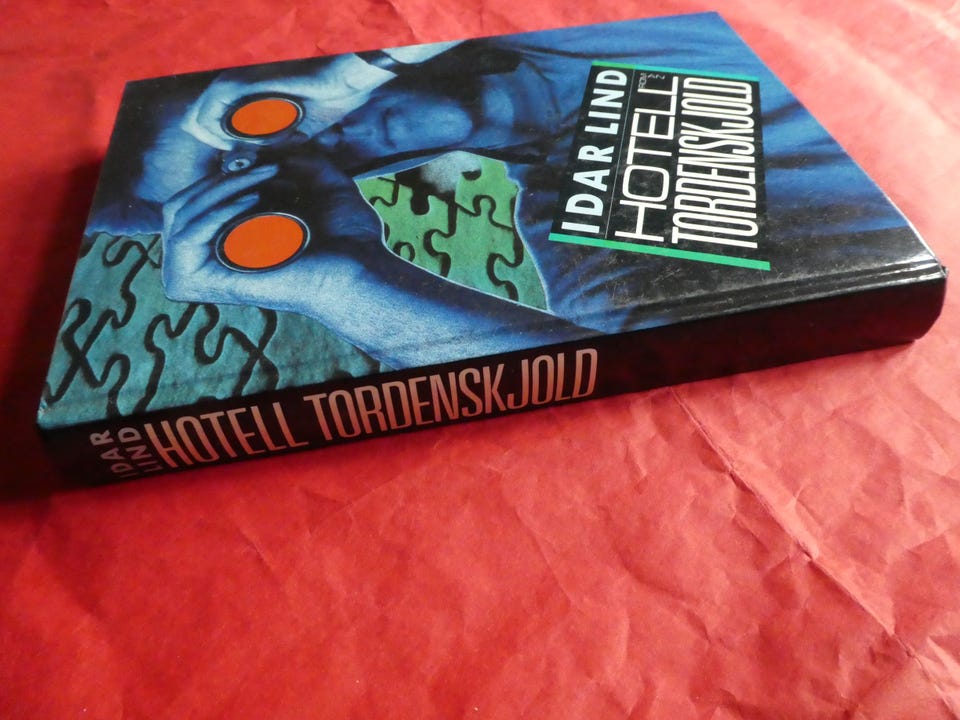 IDAR LIND
ROMAN
HOTELL
TORDENSKJOLD
IDAR
LIND
HOTELL TORDENSKJOLD